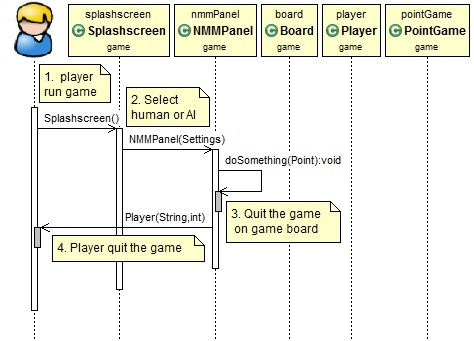 splashscreen nmmPanel board player pointGame
C Splashscreen C NMMPanel C Board C Player C PointGame
game game game game game
1. player
run game
2. Select
human or AI
Splashscreen()
NMMPanel(Settings)
doSomething(Point):void
Player(String,int)
3. Quit the game
on game board
4. Player quit the game